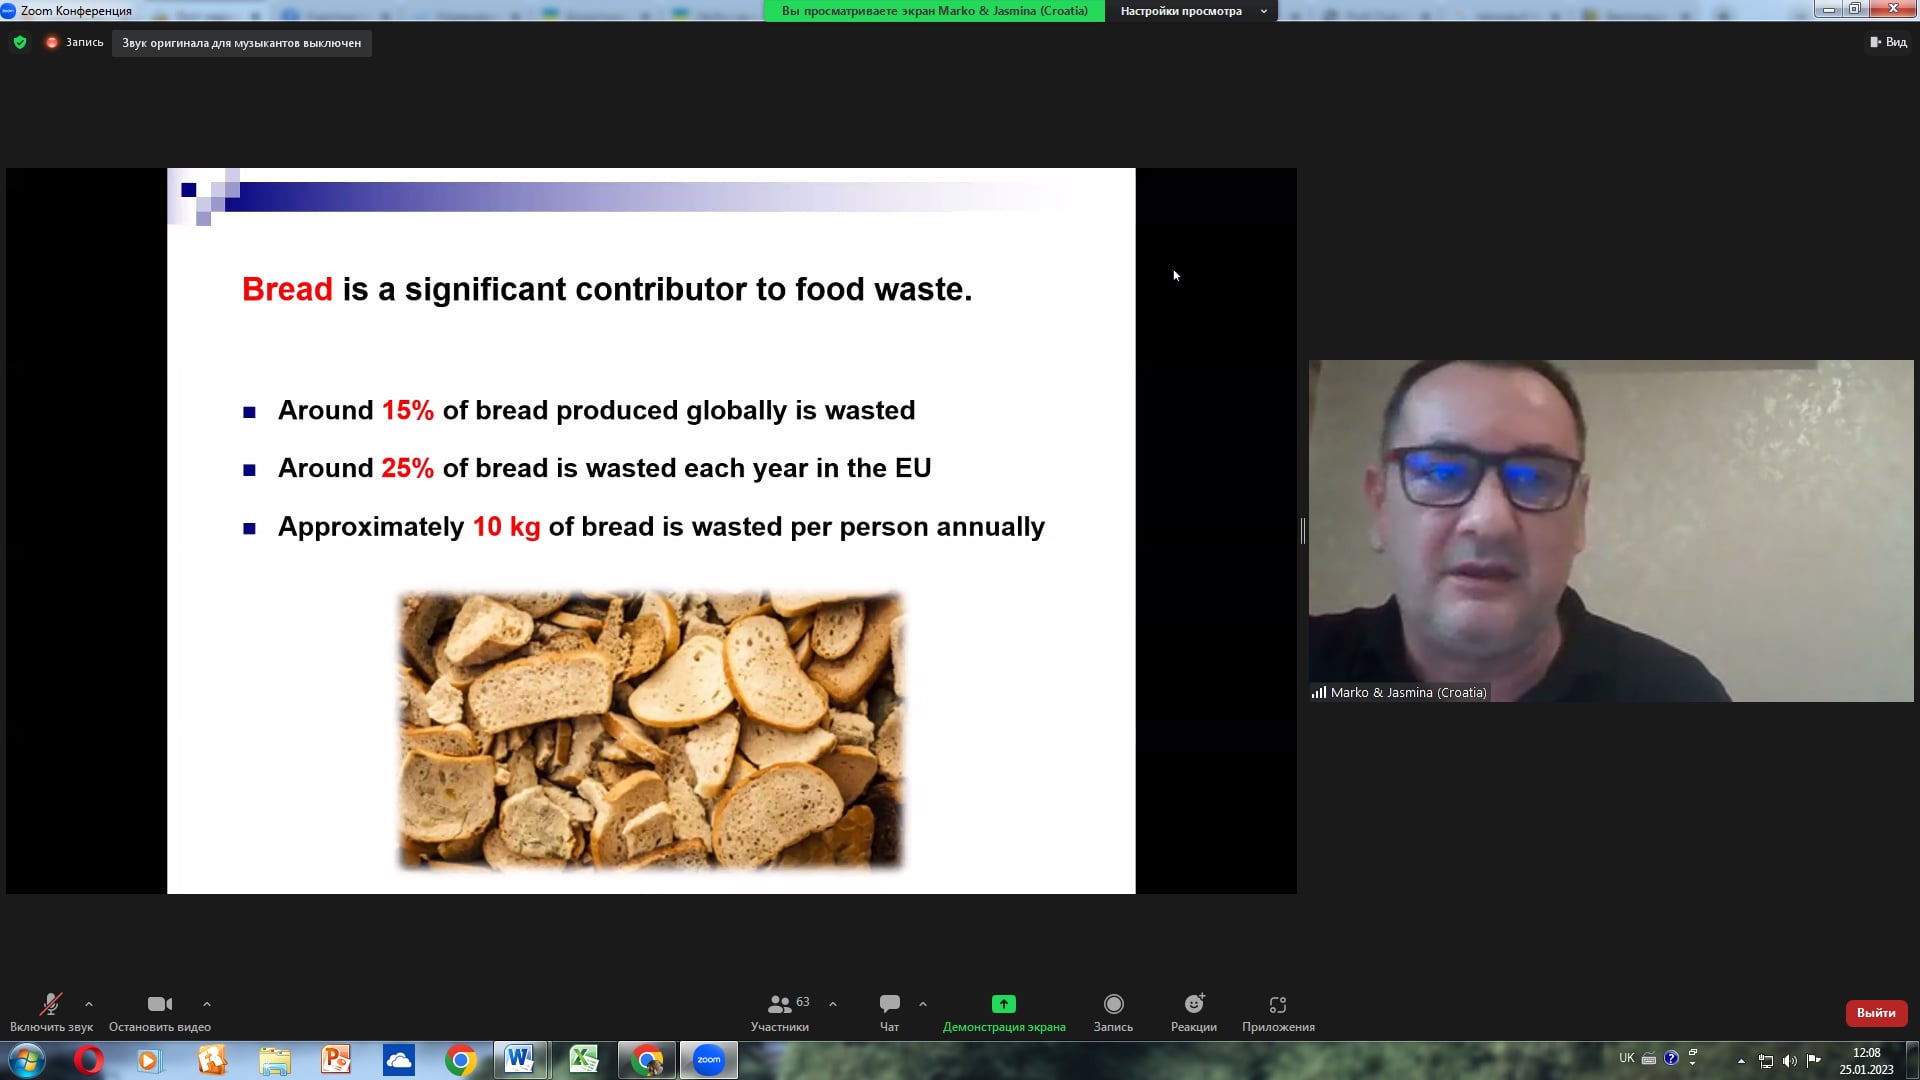 Zoom Конференция
Вы просматриваете экран Marko & Jasmina (Croatia)
Настройки просмотра
Запись
Звук оригинала для музыкантов выключен
Вид
Bread is a significant contributor to food waste.
Around 15% of bread produced globally is wasted
Around 25% of bread is wasted each year in the EU
Approximately 10 kg of bread is wasted per person annually
Marko & Jasmina (Croatia)
Включить звук
Остановить видео
63
Участники
Чат
Демонстрация экрана
Запись
Реакции
Приложения
Выйти
zoom
UK
12:08
25.01.2023